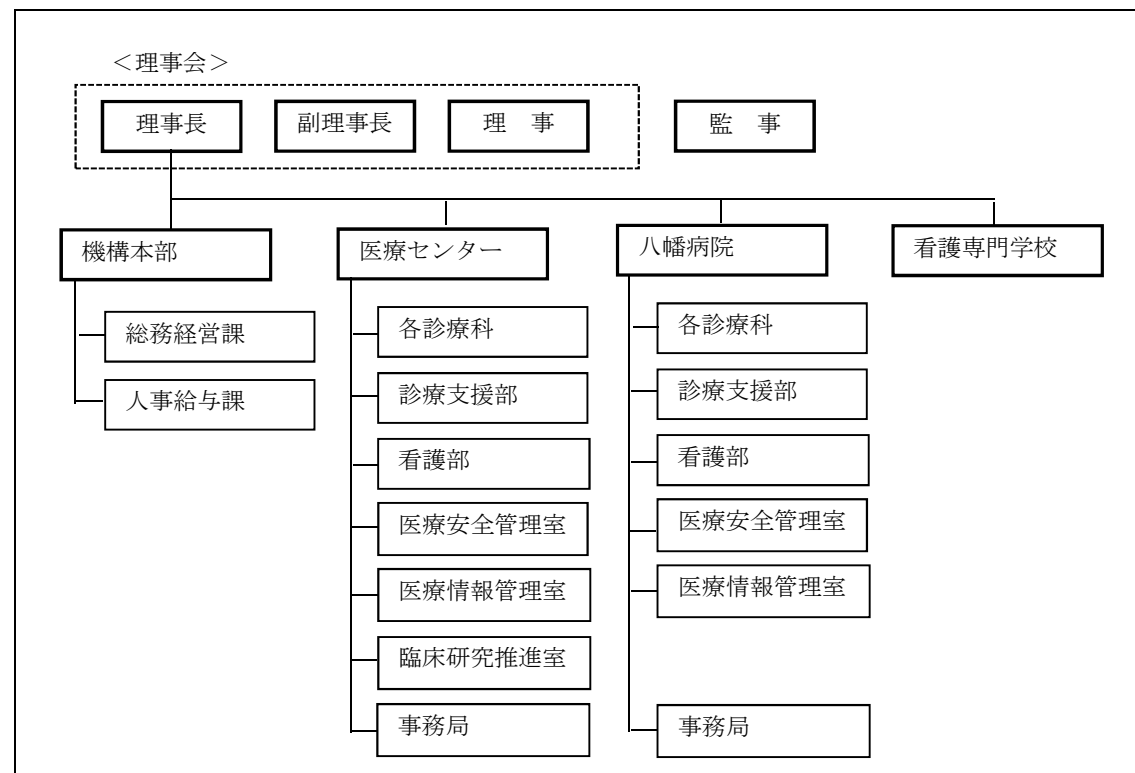 ＜理事会＞
理事長
副理事長
理　事
監　事
機構本部
医療センター
八幡病院
看護専門学校
総務経営課
人事給与課
各診療科
診療支援部
看護部
医療安全管理室
医療情報管理室
臨床研究推進室
事務局
各診療科
診療支援部
看護部
医療安全管理室
医療情報管理室
事務局